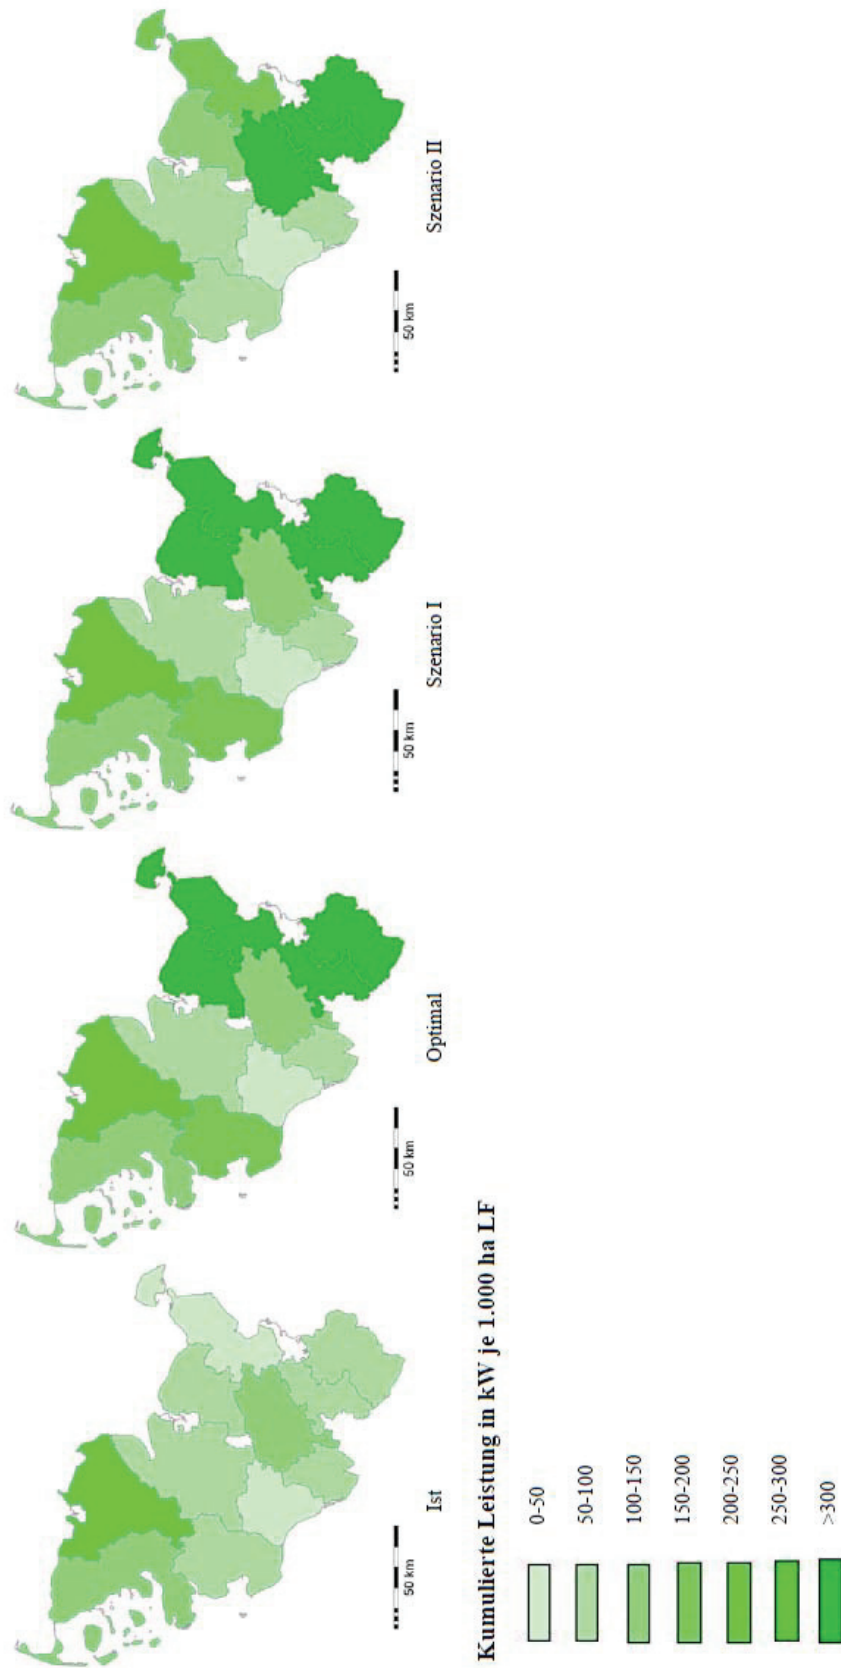 50 km
50 km
50 km
50 km
Ist
Optimal
Szenario I
Szenario II
Kumulierte Leistung in kW je 1.000 ha LF
0-50
50-100
100-150
150-200
200-250
250-300
>300